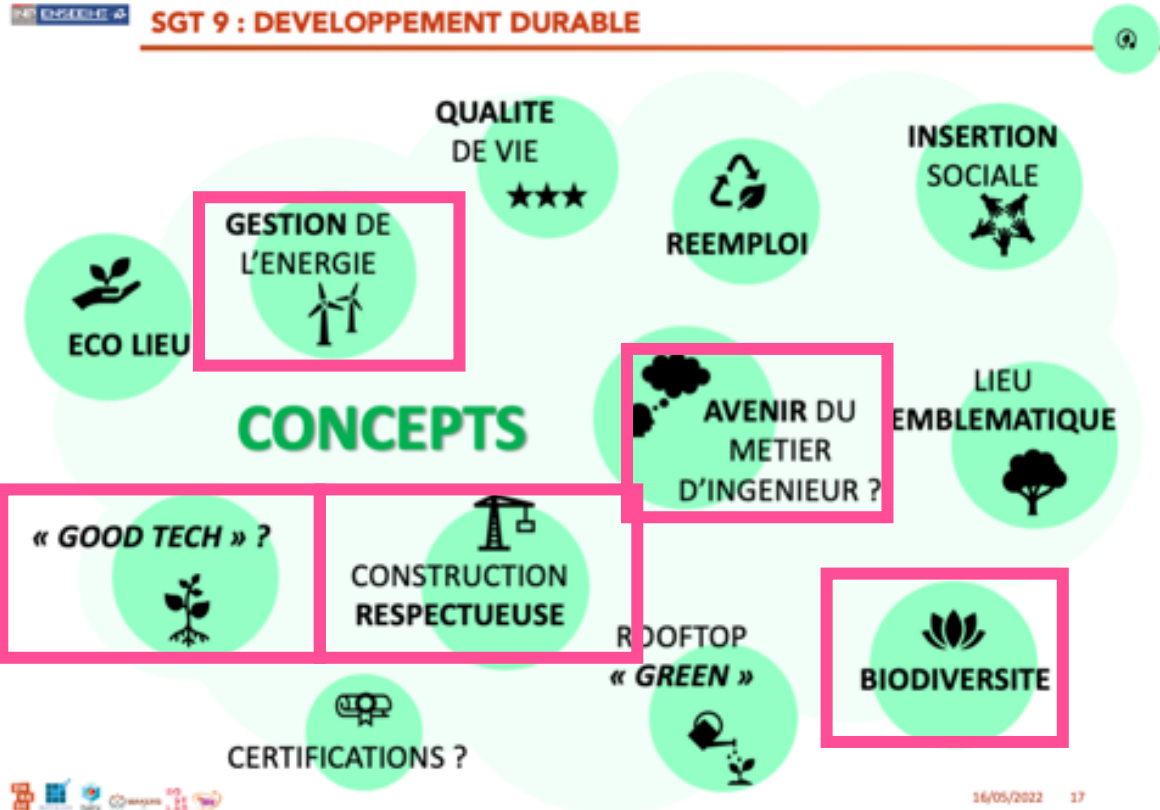 SGT 9 : DEVELOPPEMENT DURABLE
QUALITE
DE VIE
INSERTION
SOCIALE
REEMPLOI
GESTION DE
L'ENERGIE
ECO LIEU
CONCEPTS
AVENIR DU
METIER
D'INGENIEUR ?
LIEU
EMBLEMATIQUE
« GOOD TECH » ?
CONSTRUCTION
RESPECTUEUSE
ROOFTOP
« GREEN »
BIODIVERSITE
CERTIFICATIONS ?
16/05/2022 17